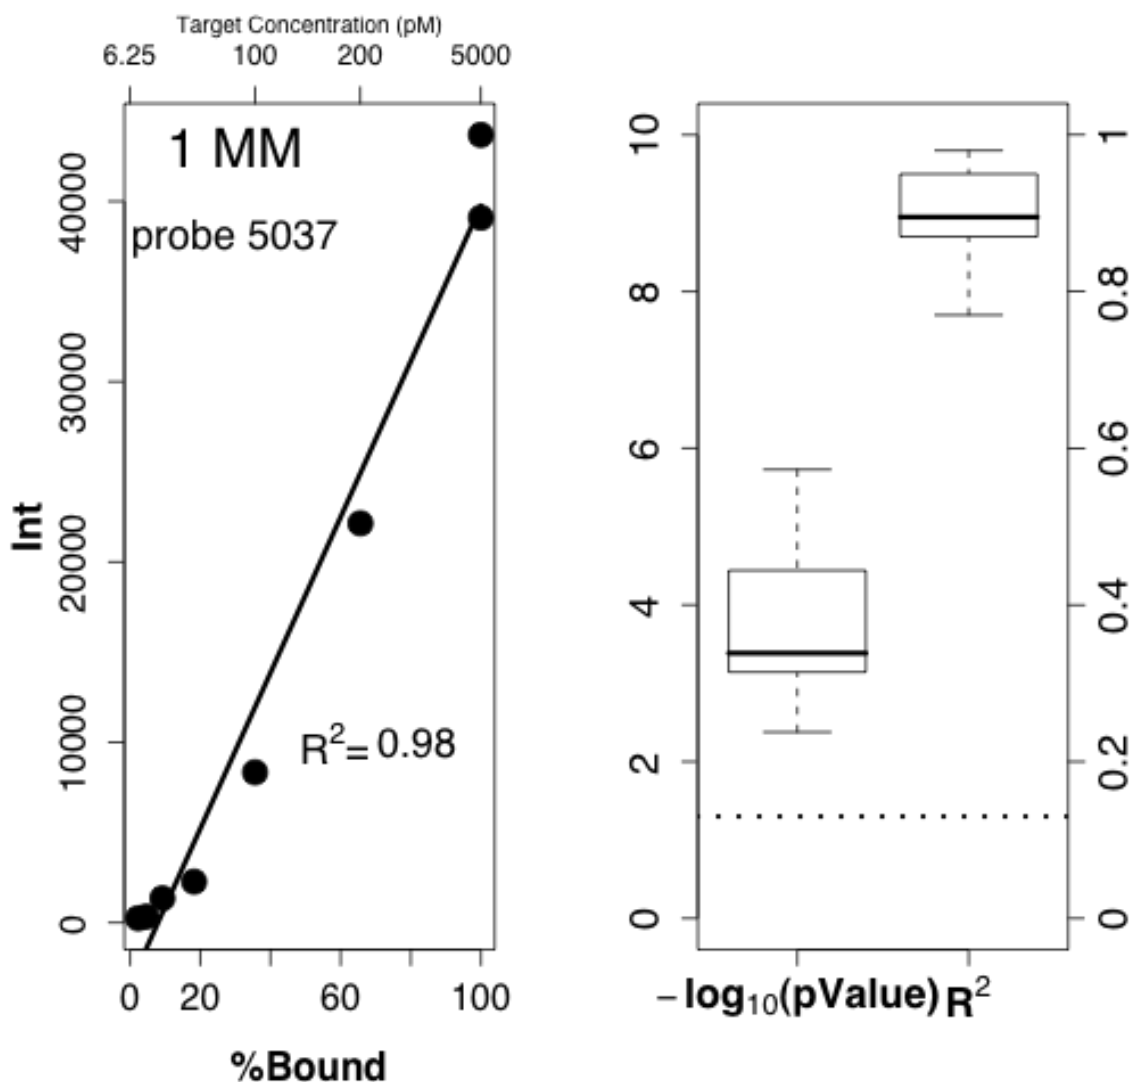 Target Concentration (pM)
6.25 100 200 5000
1 MM
probe 5037
R²= 0.98
Int
0 10000 20000 30000 40000
0 20 60 100
%Bound
0 2 4 6 8 10
0 0.2 0.4 0.6 0.8 1
−log₁₀(pValue) R²